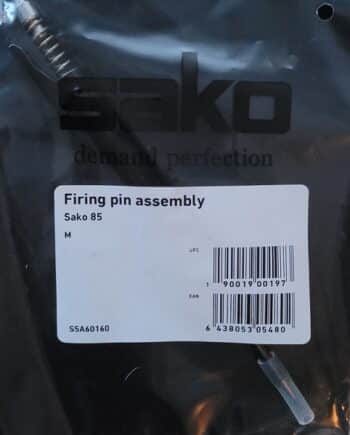 sako
demand perfection
Firing pin assembly
Sako 85
M
UPC
1 90019 00197
EAN
6 438053 05480
S5A60160